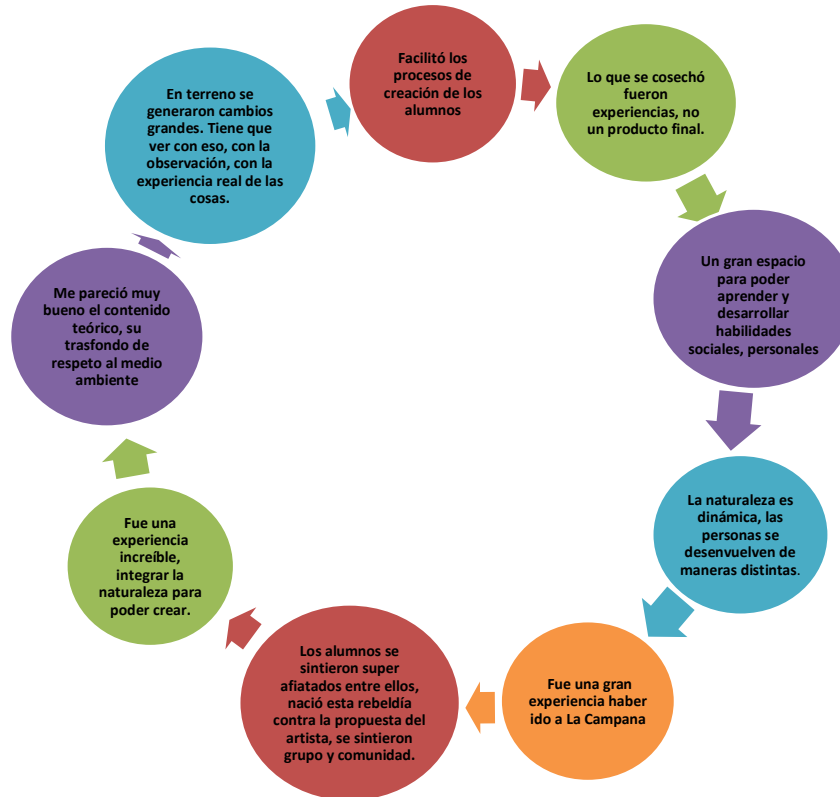 Facilitó los
procesos de
creación de los
alumnos
Lo que se cosechó
fueron
experiencias, no
un producto final.
Un gran espacio
para poder
aprender y
desarrollar
habilidades
sociales, personales
La naturaleza es
dinámica, las
personas se
desenvuelven de
maneras distintas.
Fue una gran
experiencia haber
ido a La Campana
Los alumnos se
sintieron super
afiatados entre ellos,
nació esta rebeldía
contra la propuesta del
artista, se sintieron
grupo y comunidad.
Fue una
experiencia
increíble,
integrar la
naturaleza para
poder crear.
Me pareció muy
bueno el contenido
teórico, su
trasfondo de
respeto al medio
ambiente
En terreno se
generaron cambios
grandes. Tiene que
ver con eso, con la
observación, con la
experiencia real de las
cosas.